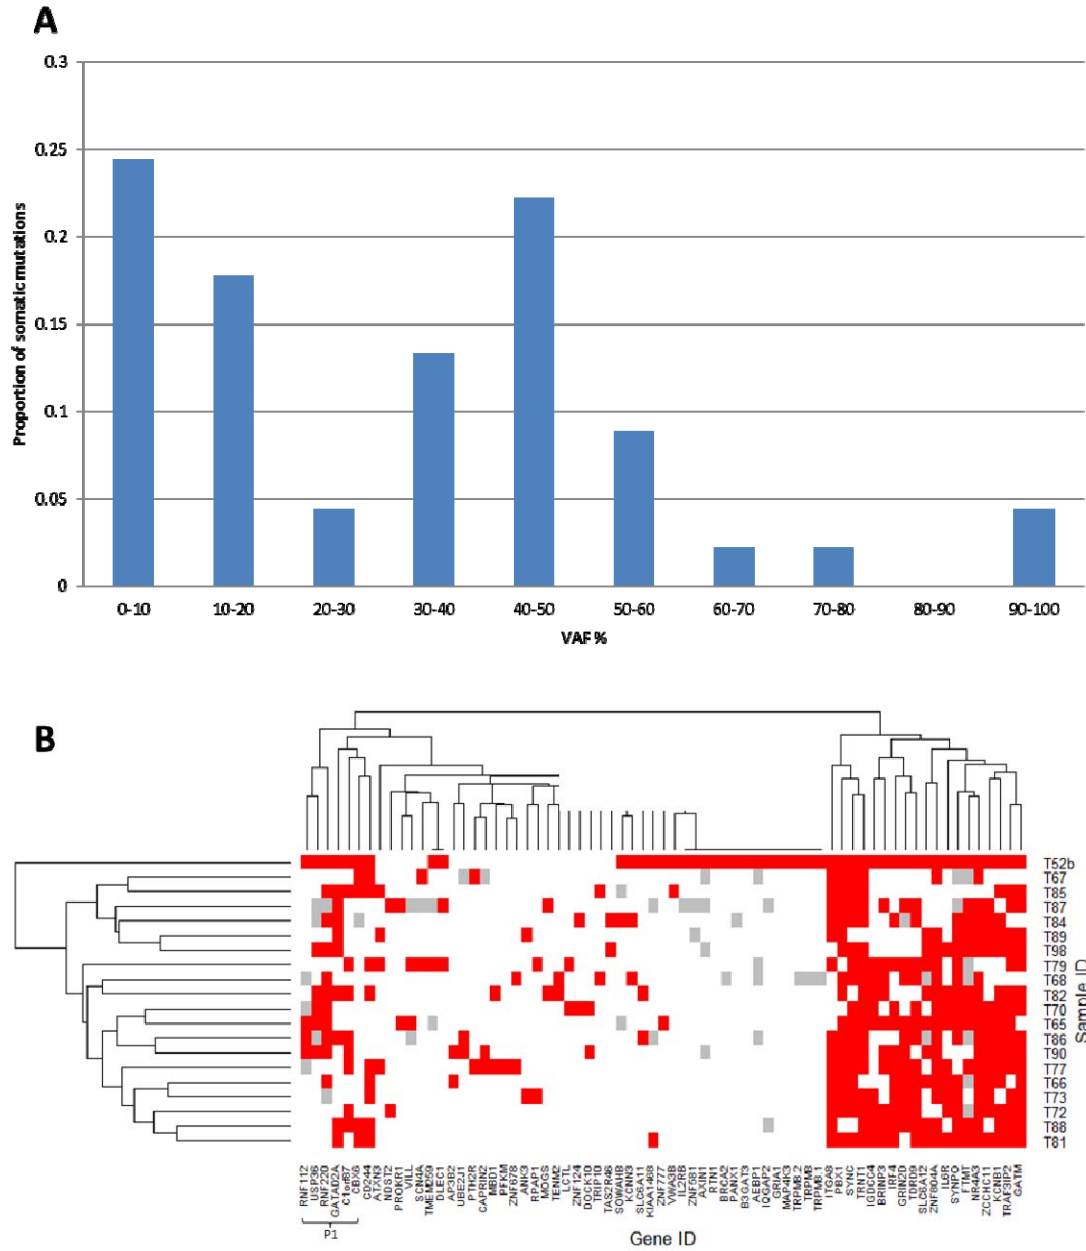 A
0.3
0.25
0.2
0.15
0.1
0.05
0
Proportion of somatic mutations
0-10
10-20
20-30
30-40
40-50
50-60
60-70
70-80
80-90
90-100
VAF %
B
T52b
T67
T85
T87
T84
T89
T98
T79
T68
T82
T70
T65
T86
T90
T77
T66
T73
T72
T88
T81
Sample ID
RNF112
USP36
RNF220
GATAD2A
C1orf87
CBX6
CD244
ATXN3
NDST2
PROKR1
VILL
SCN4A
TMEM259
DLEC1
AP3B2
UBE2J1
PTH2R
CAPRIN2
MBD1
PFKM
ZNF678
ANK3
RPAP1
MOGS
TENM2
LCTL
ZNF124
DOCK1D
TRIP1D
TAS2R46
SOWAHB
KCNN3
SLC6A11
KIAA1468
ZNF777
VWA3B
IL2RB
ZNF681
AXIN1
RTN1
BRCA2
PANX1
B3GAT3
AEBP1
IQGAP2
GRIA1
MAP4K3
TRPM8.2
TRPM8
TRPM8.1
ITGA8
PBX1
SYNC
TRNT1
IGDCC4
BRINP3
IRF4
GRIN2D
TDRD9
SLC6A12
ZNF804A
IL6R
SYNPO
FTMT
NR4A3
ZCCHC11
KCNB1
TRAF3IP2
GATM
P1
Gene ID